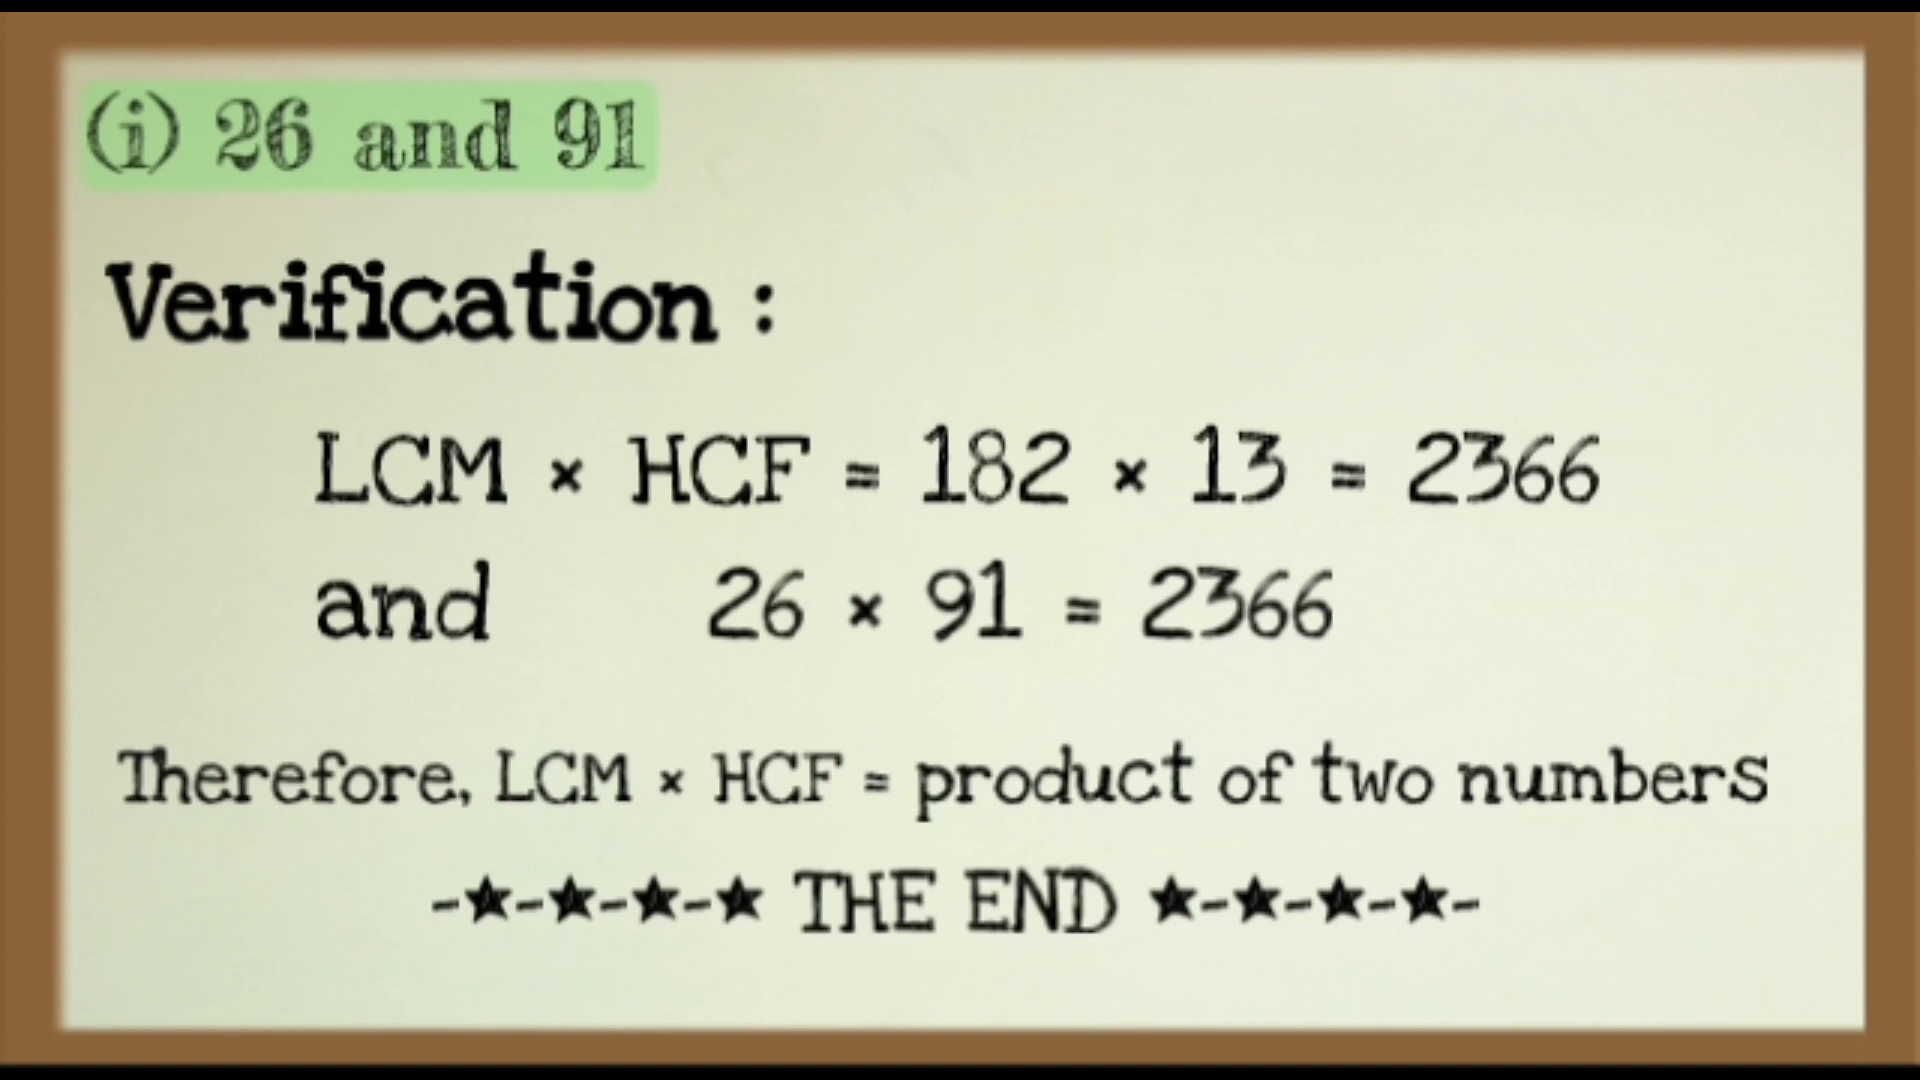 (i) 26 and 91
Verification :
LCM × HCF = 182 × 13 = 2366
and 26 × 91 = 2366
Therefore, LCM × HCF = product of two numbers
-★-★-★-★ THE END ★-★-★-★-